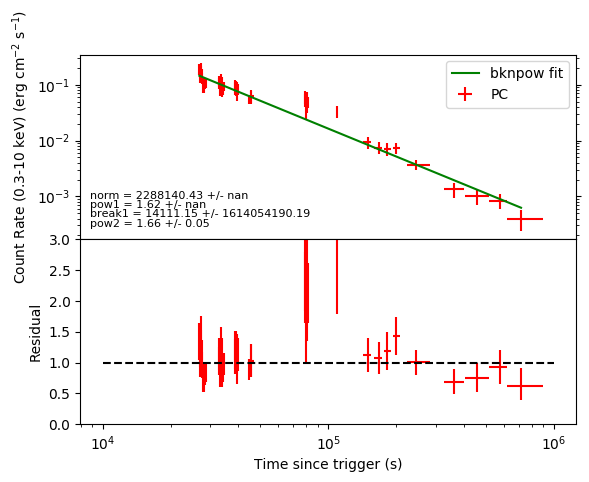 Count Rate (0.3-10 keV) (erg cm⁻² s⁻¹)
10⁻¹
10⁻²
10⁻³
bknpow fit
PC
norm = 2288140.43 +/- nan
pow1 = 1.62 +/- nan
break1 = 14111.15 +/- 1614054190.19
pow2 = 1.66 +/- 0.05
Residual
3.0
2.5
2.0
1.5
1.0
0.5
0.0
10⁴
10⁵
10⁶
Time since trigger (s)